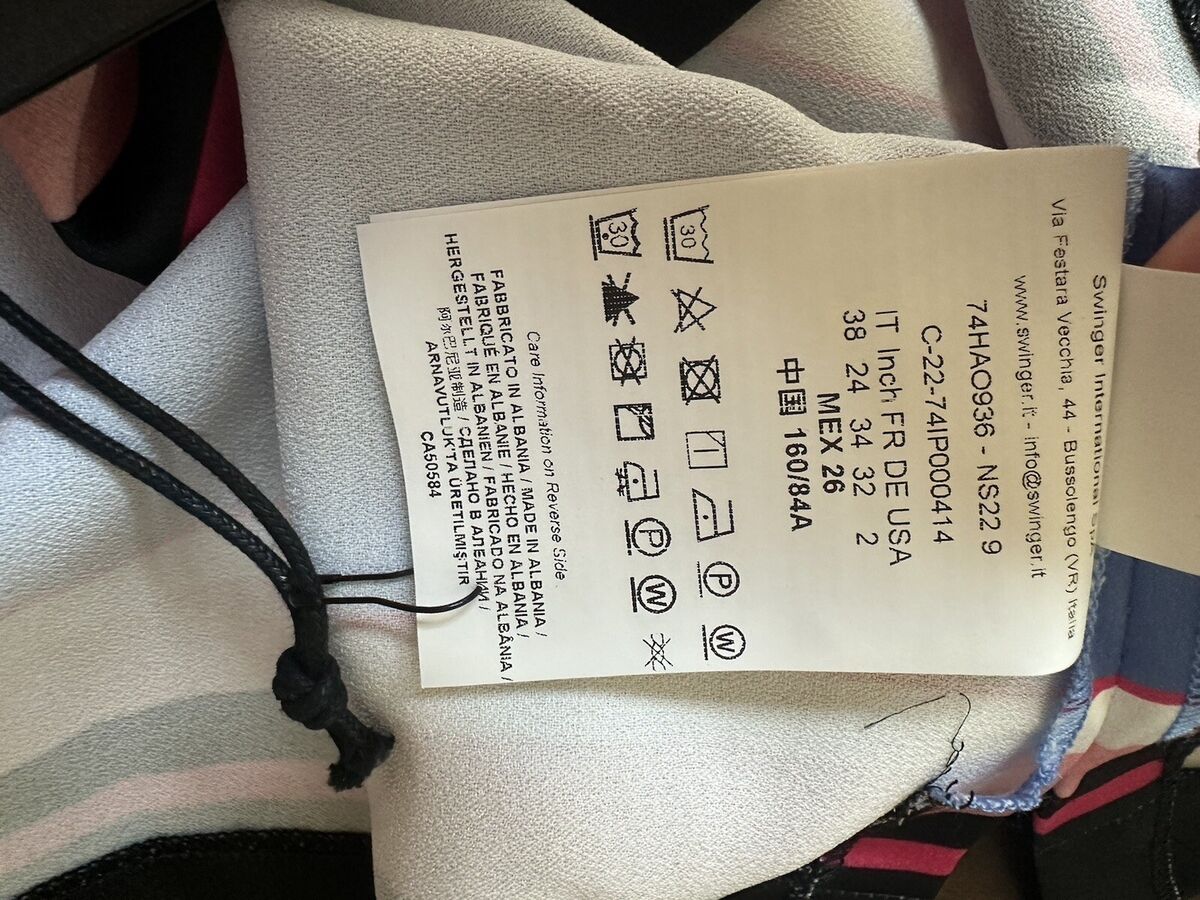 Swinger International SpA
Via Festara Vecchia, 44 - Bussolengo (VR) Italia
www.swinger.it - info@swinger.it
74HAO936 - NS22.9
C-22-74IP000414
IT Inch FR DE USA
38 24 34 32 2
MEX 26
中国 160/84A
30 P W
30 P W
Care Information on Reverse Side.
FABBRICATO IN ALBANIA / MADE IN ALBANIA /
FABRIQUÉ EN ALBANIE / HECHO EN ALBANIA /
HERGESTELLT IN ALBANIEN / FABRICADO NA ALBÂNIA /
阿尔巴尼亚制造 / СДЕЛАНО В АЛБАНИИ /
ARNAVUTLUKTA ÜRETILMIŞTIR
CA50584